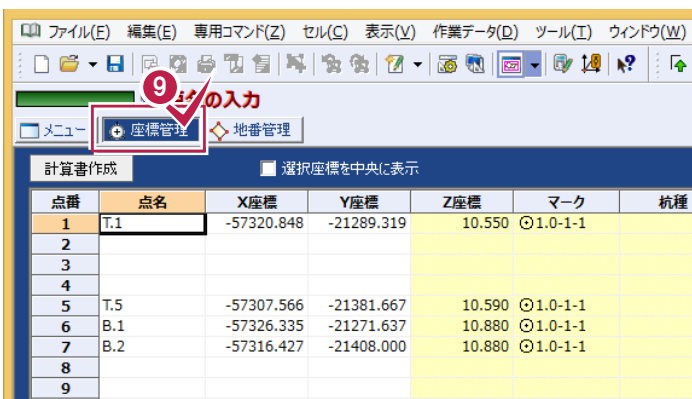 ファイル(F) 編集(E) 専用コマンド(Z) セル(C) 表示(V) 作業データ(D) ツール(T) ウィンドウ(W)
9
の入力
メニュー 座標管理 地番管理
計算書作成 選択座標を中央に表示
点番 点名 X座標 Y座標 Z座標 マーク 杭種
1 T.1 -57320.848 -21289.319 10.550 1.0-1-1
2
3
4
5 T.5 -57307.566 -21381.667 10.590 1.0-1-1
6 B.1 -57326.335 -21271.637 10.880 1.0-1-1
7 B.2 -57316.427 -21408.000 10.880 1.0-1-1
8
9